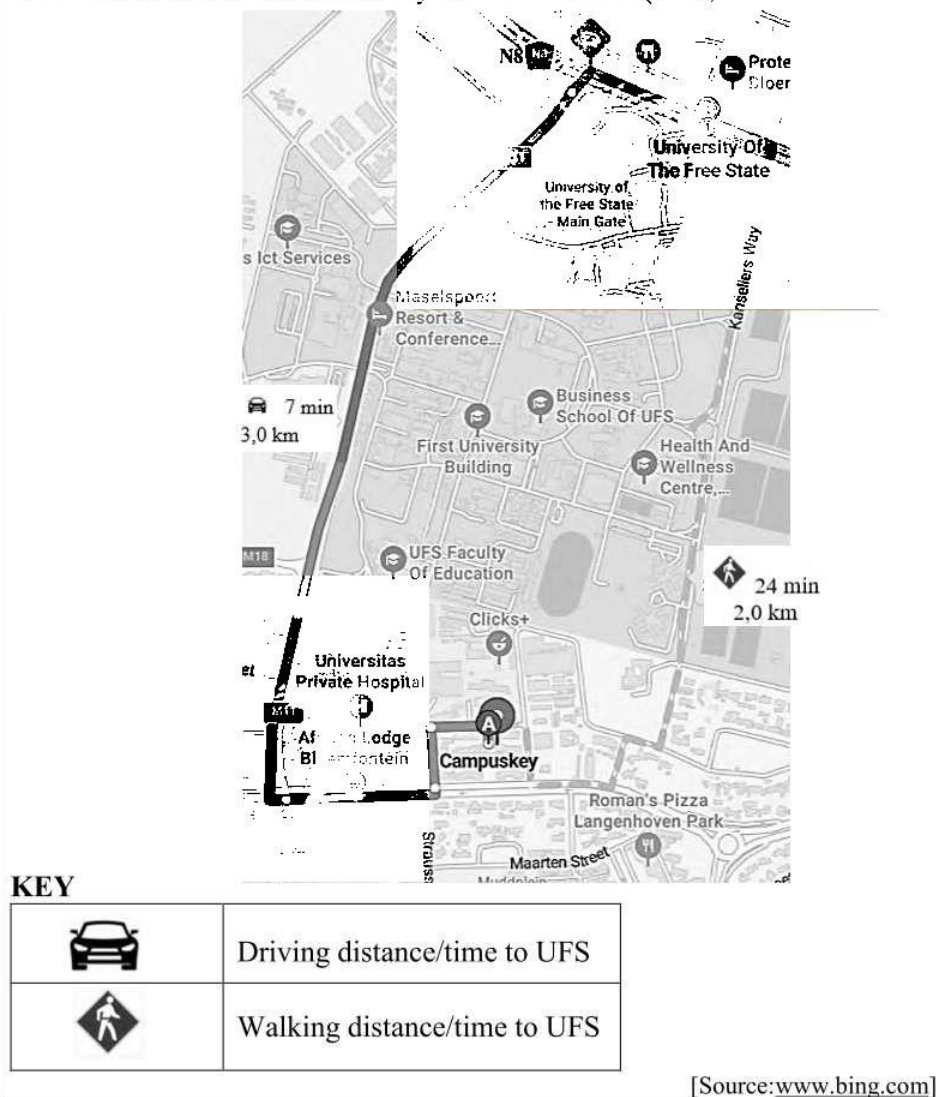 N8
Prote
University Of
The Free State
University of
the Free State
- Main Gate
Kanseliers Way
s Ict Services
Maselspoort
Resort &
Conference...
7 min
3,0 km
Business
School Of UFS
First University
Building
Health And
Wellness
Centre,...
M18
UFS Faculty
Of Education
24 min
2,0 km
Clicks+
et
Universitas
Private Hospital
Lodge
A
Campuskey
Roman's Pizza
Langenhoven Park
Strauss
Maarten Street
KEY
Driving distance/time to UFS
Walking distance/time to UFS
[Source:www.bing.com]